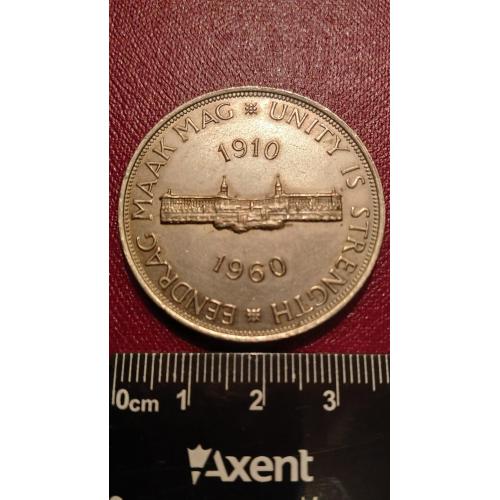 EENDRAG MAAK MAG ※ UNITY IS STRENGTH ※
1910
1960
0cm 1 2 3
Axent